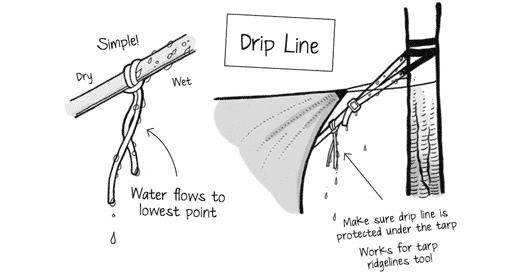 Simple!
Drip Line
Dry
Wet
Water flows to
lowest point
Make sure drip line is
protected under the tarp
Works for tarp
ridgelines too!